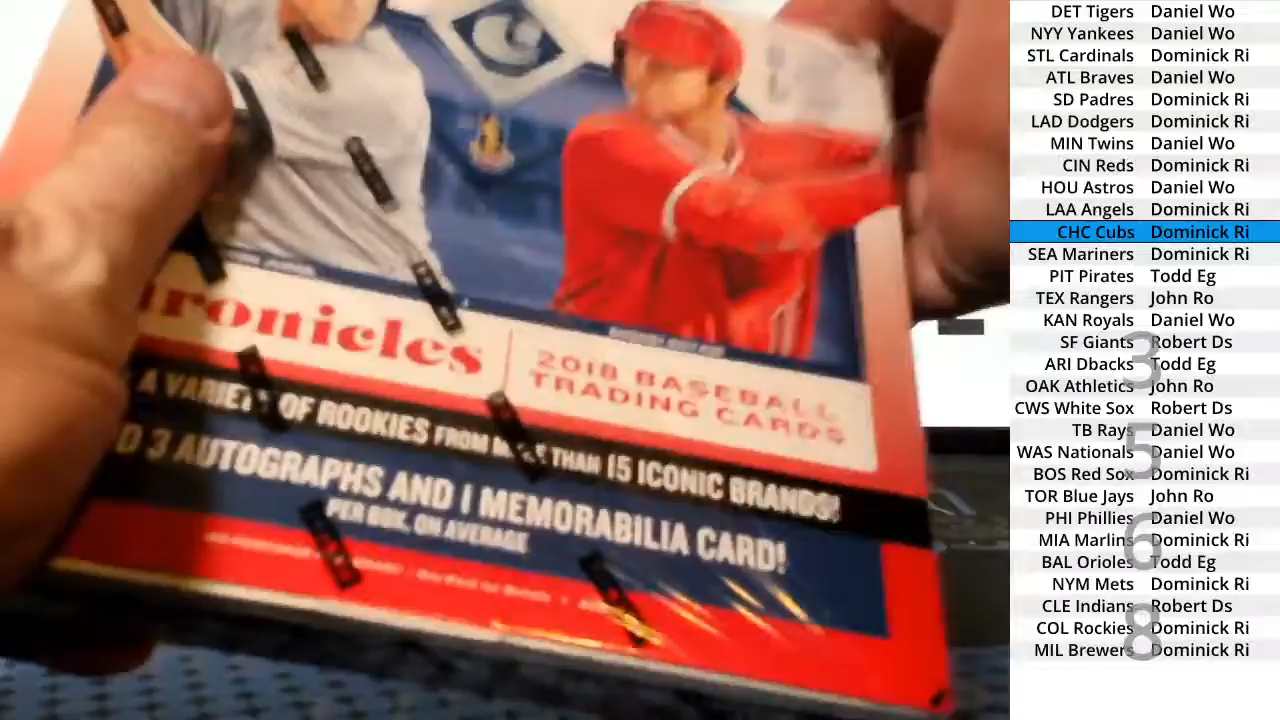 C
ronicles
2018 BASEBALL
TRADING CARDS
A VARIETY OF ROOKIES FROM MORE THAN 15 ICONIC BRANDS!
3 AUTOGRAPHS AND 1 MEMORABILIA CARD!
PER BOX, ON AVERAGE
DET Tigers Daniel Wo
NYY Yankees Daniel Wo
STL Cardinals Dominick Ri
ATL Braves Daniel Wo
SD Padres Dominick Ri
LAD Dodgers Dominick Ri
MIN Twins Daniel Wo
CIN Reds Dominick Ri
HOU Astros Daniel Wo
LAA Angels Dominick Ri
CHC Cubs Dominick Ri
SEA Mariners Dominick Ri
PIT Pirates Todd Eg
TEX Rangers John Ro
KAN Royals Daniel Wo
SF Giants Robert Ds
ARI Dbacks Todd Eg
OAK Athletics John Ro
CWS White Sox Robert Ds
TB Rays Daniel Wo
WAS Nationals Daniel Wo
BOS Red Sox Dominick Ri
TOR Blue Jays John Ro
PHI Phillies Daniel Wo
MIA Marlins Dominick Ri
BAL Orioles Todd Eg
NYM Mets Dominick Ri
CLE Indians Robert Ds
COL Rockies Dominick Ri
MIL Brewers Dominick Ri
3
5
6
8